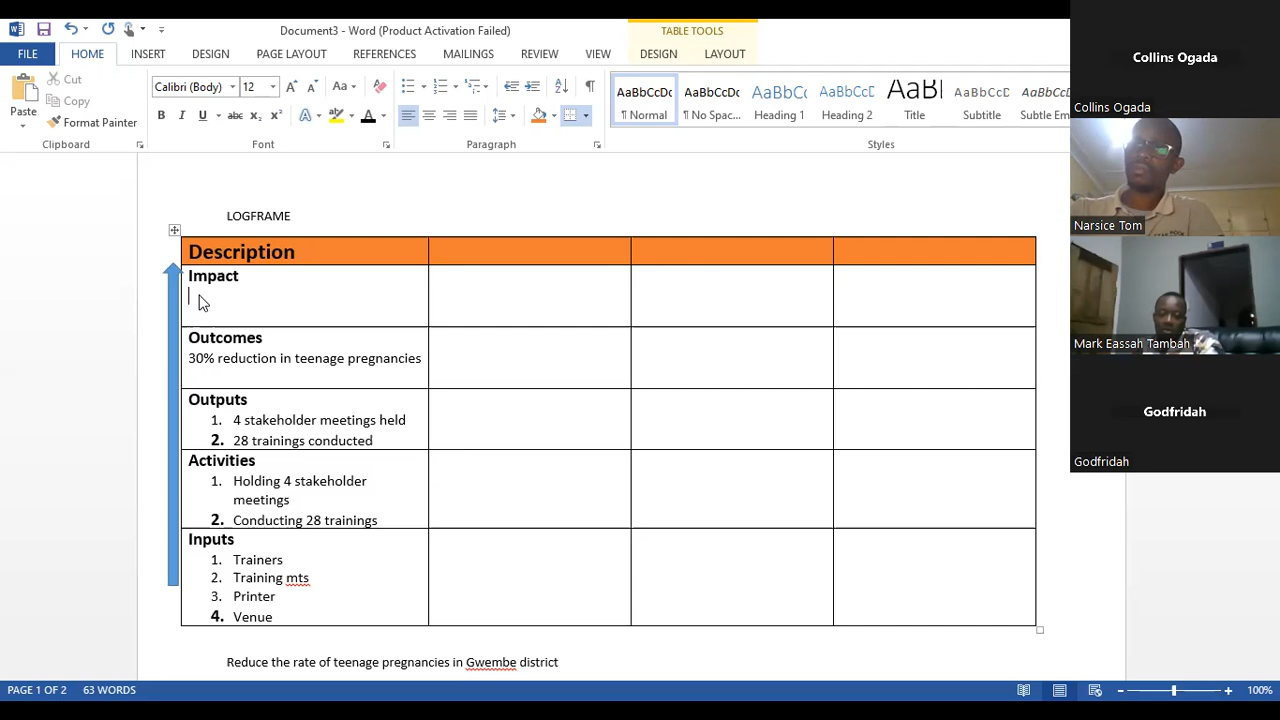 Document3 - Word (Product Activation Failed)
TABLE TOOLS
FILE HOME INSERT DESIGN PAGE LAYOUT REFERENCES MAILINGS REVIEW VIEW DESIGN LAYOUT
Paste
Cut
Copy
Format Painter
Clipboard
Calibri (Body) 12
Font
Paragraph
AaBbCcDc AaBbCcDc AaBbCc AaBbCcD AaBl AaBbCcD AaBbCcDt
¶ Normal ¶ No Spac... Heading 1 Heading 2 Title Subtitle Subtle Em
Styles
LOGFRAME
Description
Impact
Outcomes
30% reduction in teenage pregnancies
Outputs
1. 4 stakeholder meetings held
2. 28 trainings conducted
Activities
1. Holding 4 stakeholder
meetings
2. Conducting 28 trainings
Inputs
1. Trainers
2. Training mts
3. Printer
4. Venue
Reduce the rate of teenage pregnancies in Gwembe district
PAGE 1 OF 2 63 WORDS
100%
Collins Ogada
Collins Ogada
Narsice Tom
Mark Eassah Tambah
Godfridah
Godfridah